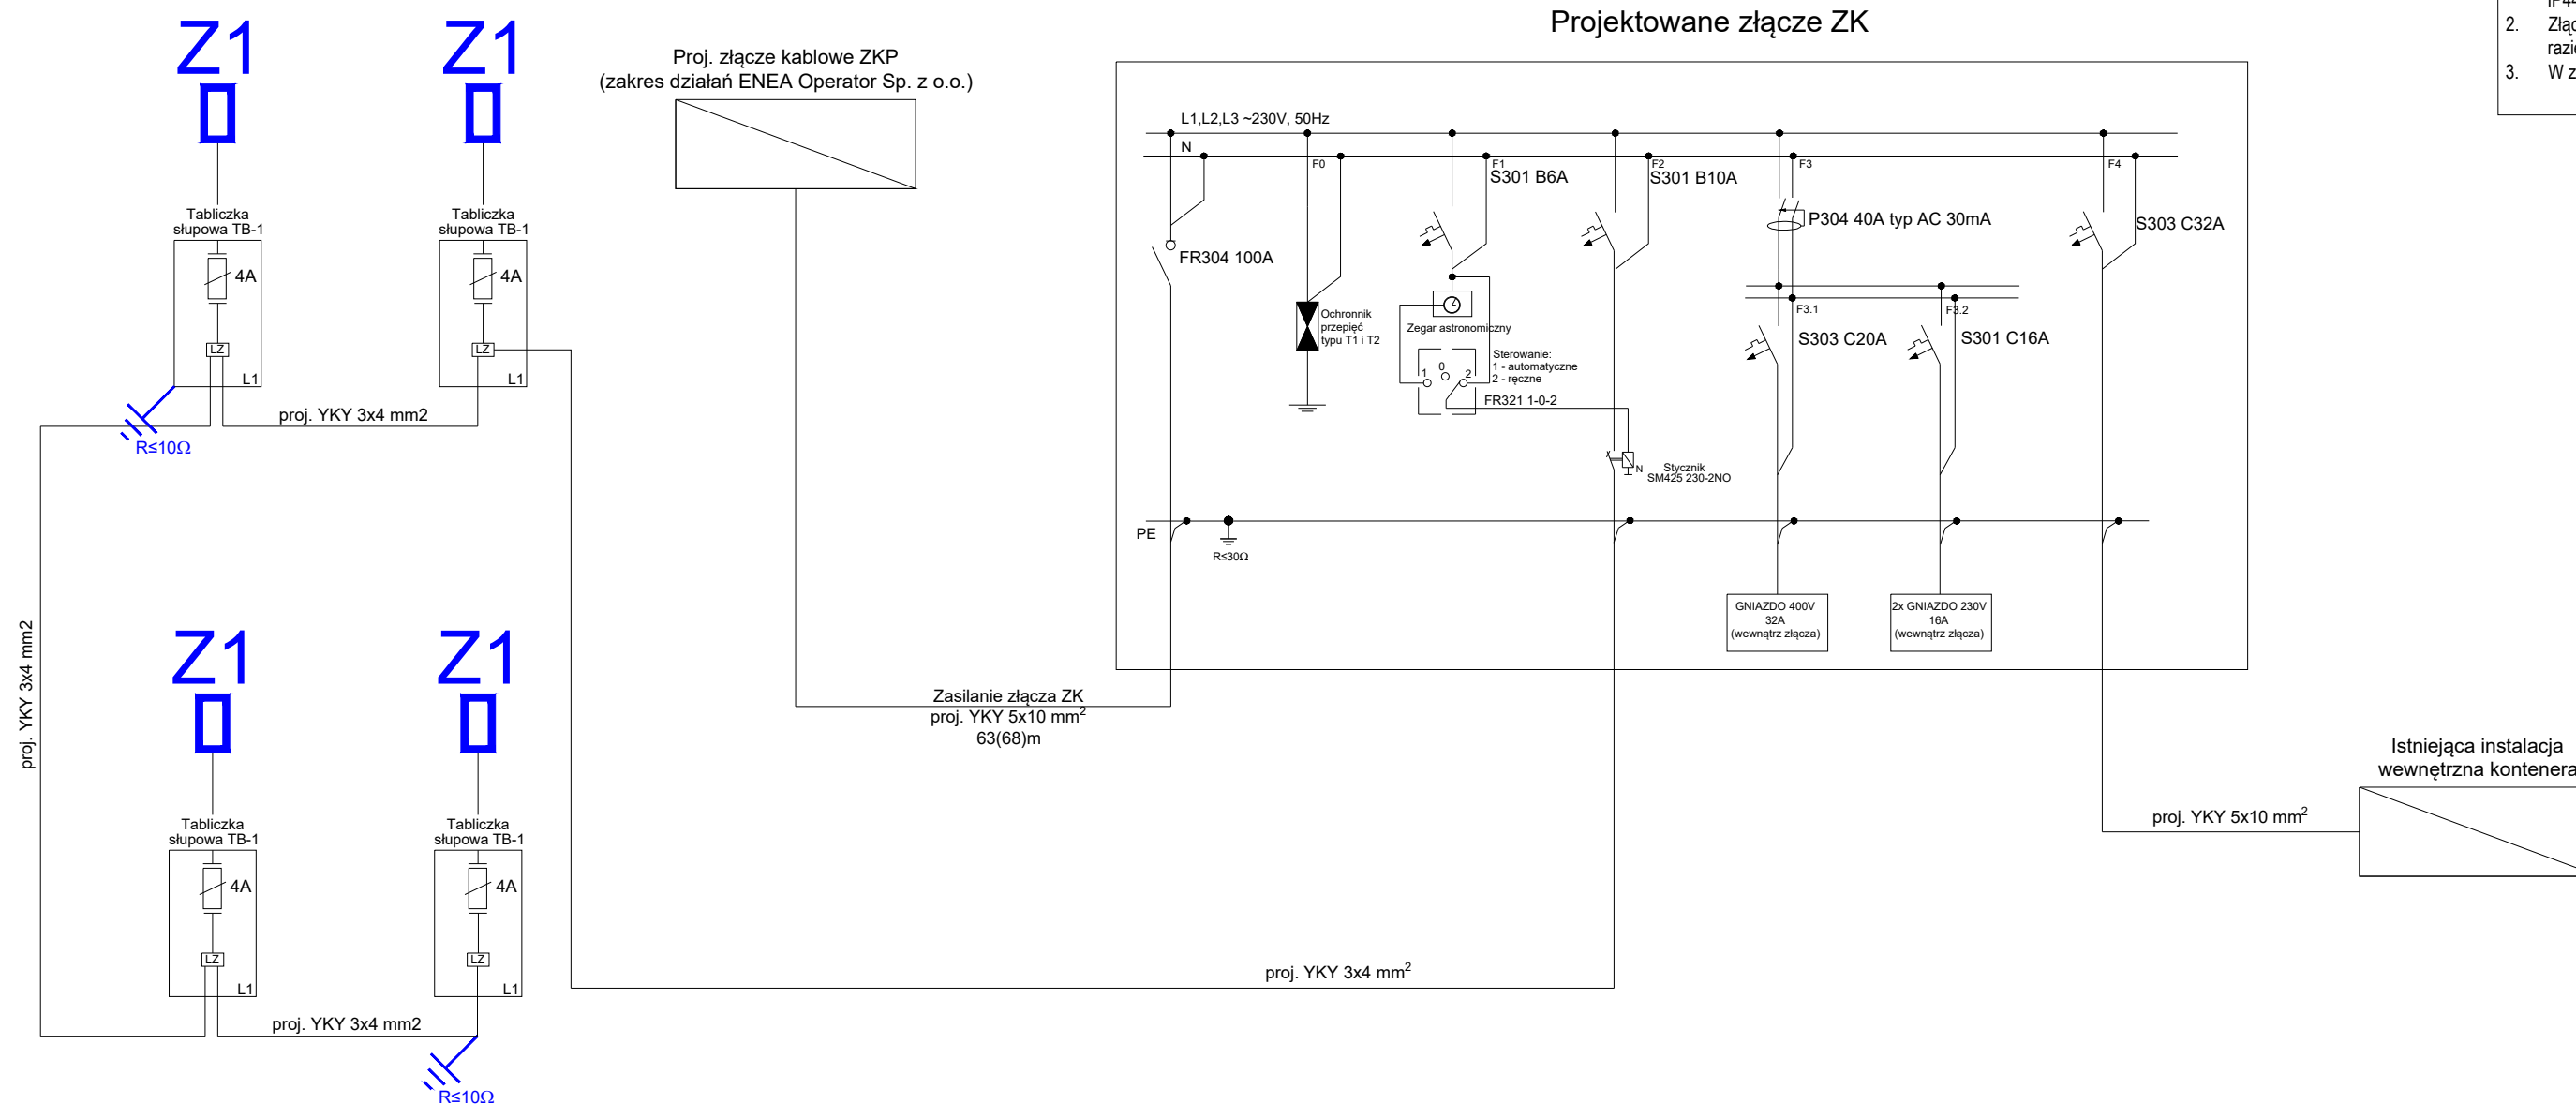 Projektowane złącze ZK
2.
3.
W z
Z1
Z1
Proj. złącze kablowe ZKP
(zakres działań ENEA Operator Sp. z o.o.)
L1,L2,L3 ~230V, 50Hz
N
F0
F1
S301 B6A
F2
S301 B10A
F3
P304 40A typ AC 30mA
F4
S303 C32A
FR304 100A
Tabliczka
słupowa TB-1
4A
LZ
L1
Tabliczka
słupowa TB-1
4A
LZ
L1
proj. YKY 3x4 mm2
R≤10Ω
Ochronnik
przepięć
typu T1 i T2
Zegar astronomiczny
Sterowanie:
1 - automatyczne
2 - ręczne
1
0
2
FR321 1-0-2
F3.1
S303 C20A
F3.2
S301 C16A
N
Stycznik
SM425 230-2NO
PE
R≤30Ω
GNIAZDO 400V
32A
(wewnątrz złącza)
2x GNIAZDO 230V
16A
(wewnątrz złącza)
proj. YKY 3x4 mm2
Z1
Z1
Zasilanie złącza ZK
proj. YKY 5x10 mm²
63(68)m
Istniejąca instalacja
wewnętrzna kontenera
proj. YKY 5x10 mm²
Tabliczka
słupowa TB-1
4A
LZ
L1
Tabliczka
słupowa TB-1
4A
LZ
L1
proj. YKY 3x4 mm²
proj. YKY 3x4 mm2
R≤10Ω